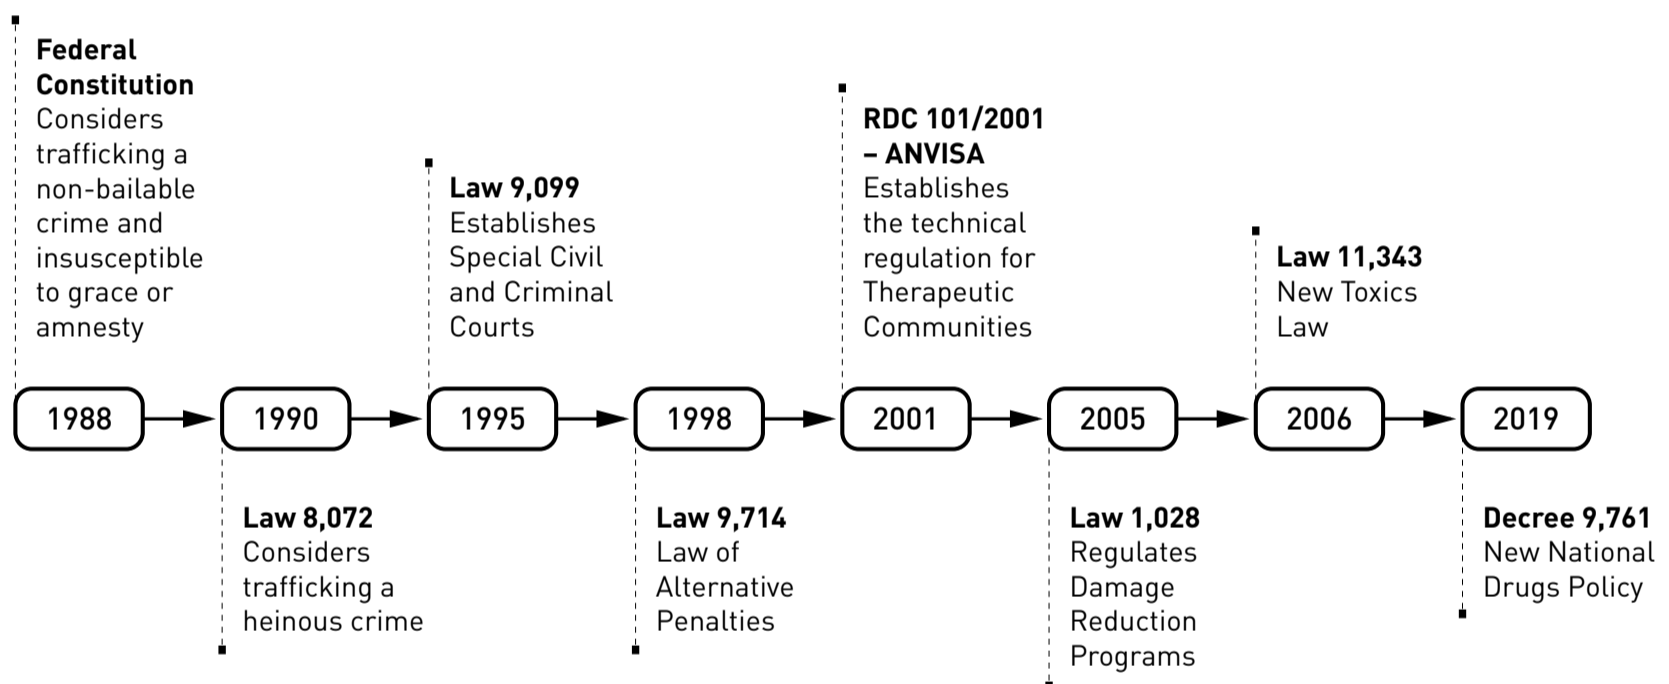 Federal
Constitution
Considers
trafficking a
non-bailable
crime and
insusceptible
to grace or
amnesty
Law 9,099
Establishes
Special Civil
and Criminal
Courts
RDC 101/2001
– ANVISA
Establishes
the technical
regulation for
Therapeutic
Communities
Law 11,343
New Toxics
Law
1988
1990
1995
1998
2001
2005
2006
2019
Law 8,072
Considers
trafficking a
heinous crime
Law 9,714
Law of
Alternative
Penalties
Law 1,028
Regulates
Damage
Reduction
Programs
Decree 9,761
New National
Drugs Policy